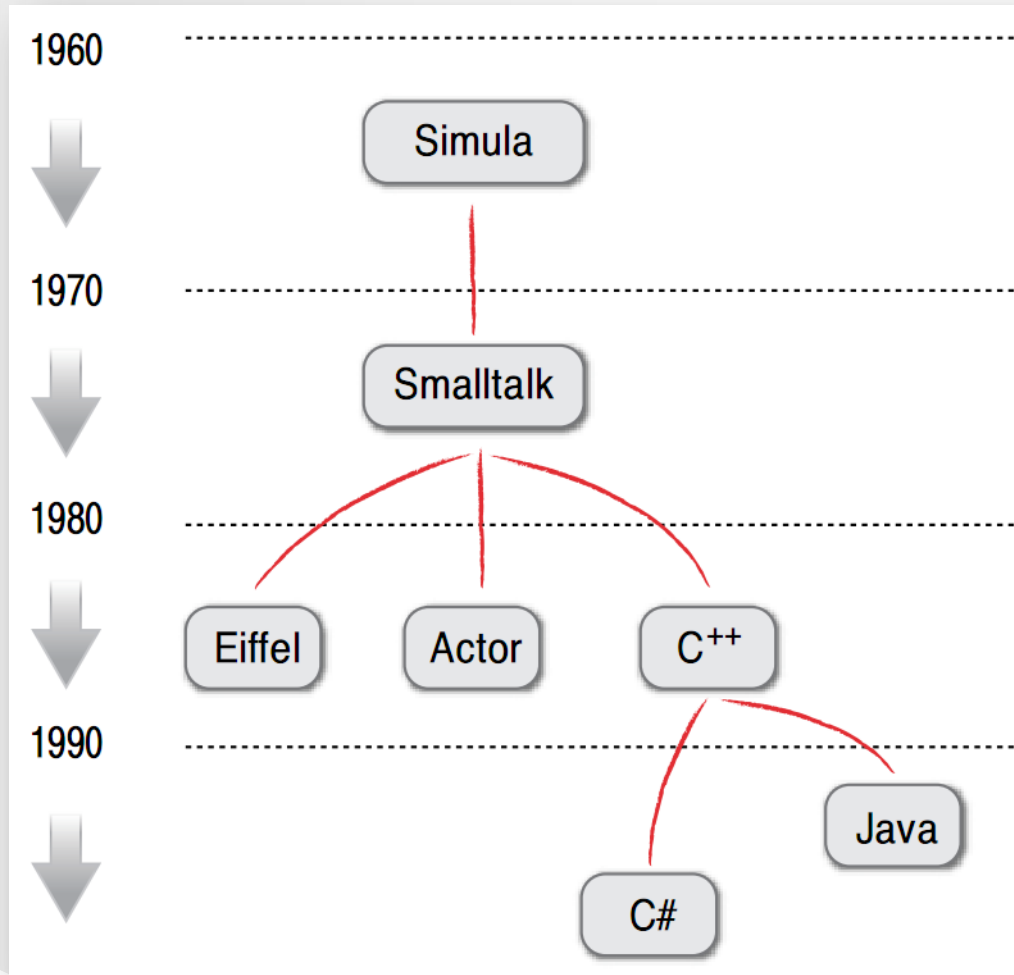 1960
Simula
1970
Smalltalk
1980
Eiffel Actor C++
1990
Java
C#